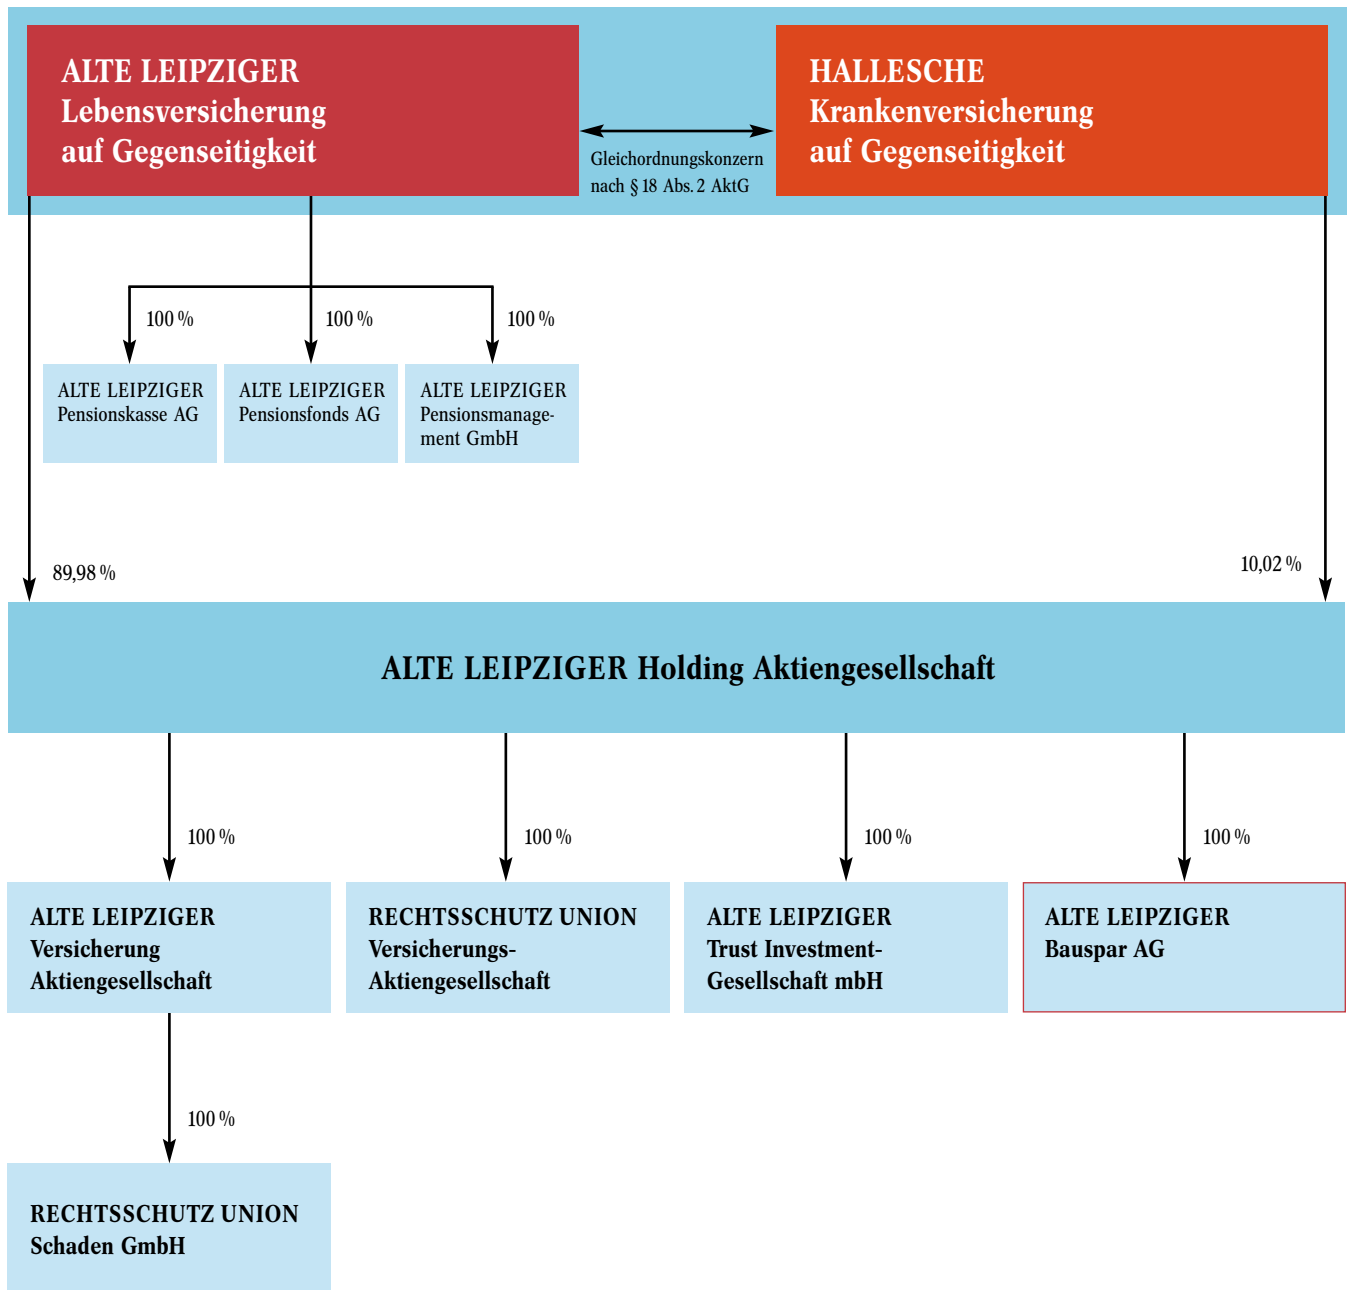 ALTE LEIPZIGER
Lebensversicherung
auf Gegenseitigkeit
Gleichordnungskonzern
nach § 18 Abs. 2 AktG
HALLESCHE
Krankenversicherung
auf Gegenseitigkeit
100 %
100 %
100 %
ALTE LEIPZIGER
Pensionskasse AG
ALTE LEIPZIGER
Pensionsfonds AG
ALTE LEIPZIGER
Pensionsmanage-
ment GmbH
89,98 %
10,02 %
ALTE LEIPZIGER Holding Aktiengesellschaft
100 %
100 %
100 %
100 %
ALTE LEIPZIGER
Versicherung
Aktiengesellschaft
RECHTSSCHUTZ UNION
Versicherungs-
Aktiengesellschaft
ALTE LEIPZIGER
Trust Investment-
Gesellschaft mbH
ALTE LEIPZIGER
Bauspar AG
100 %
RECHTSSCHUTZ UNION
Schaden GmbH